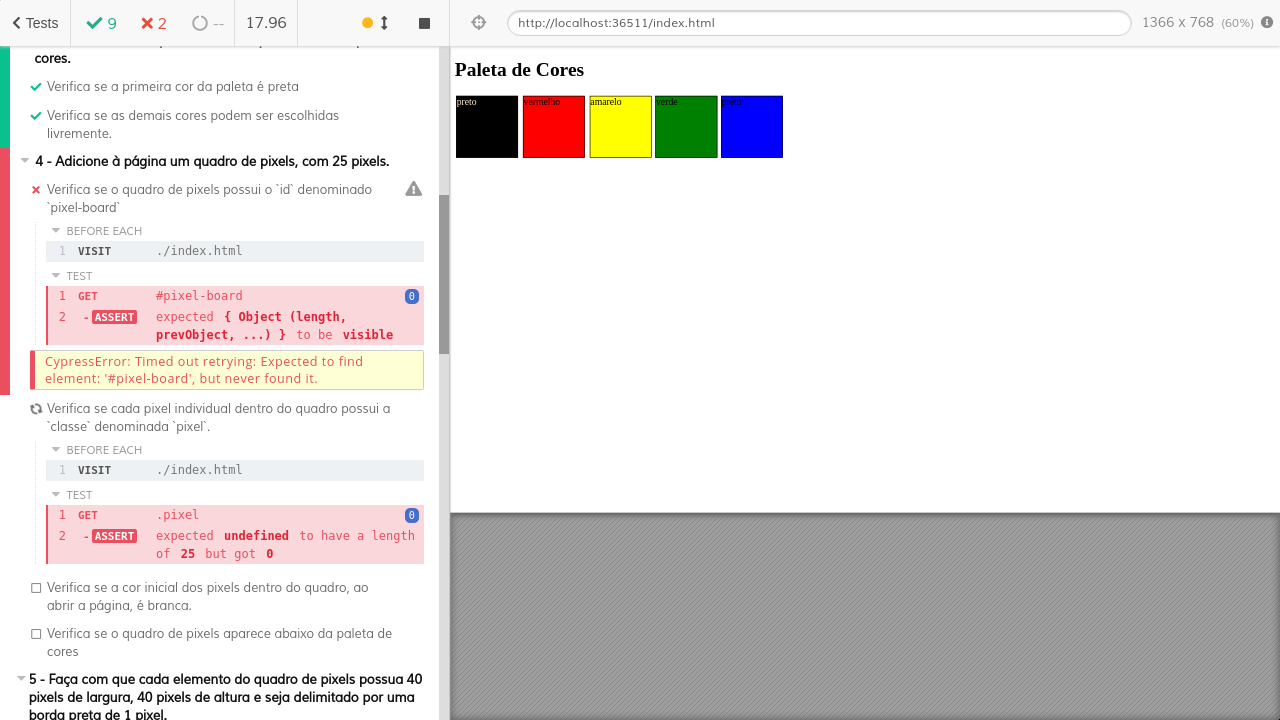 Tests
9
2
--
17.96
http://localhost:36511/index.html
1366 x 768 (60%)
cores.
Verifica se a primeira cor da paleta é preta
Verifica se as demais cores podem ser escolhidas
livremente.
4 - Adicione à página um quadro de pixels, com 25 pixels.
Verifica se o quadro de pixels possui o `id` denominado
`pixel-board`
BEFORE EACH
1 VISIT ./index.html
TEST
1 GET #pixel-board 0
2 - ASSERT expected { Object (length,
prevObject, ...) } to be visible
CypressError: Timed out retrying: Expected to find
element: '#pixel-board', but never found it.
Verifica se cada pixel individual dentro do quadro possui a
`classe` denominada `pixel`.
BEFORE EACH
1 VISIT ./index.html
TEST
1 GET .pixel 0
2 - ASSERT expected undefined to have a length
of 25 but got 0
Verifica se a cor inicial dos pixels dentro do quadro, ao
abrir a página, é branca.
Verifica se o quadro de pixels aparece abaixo da paleta de
cores
5 - Faça com que cada elemento do quadro de pixels possua 40
pixels de largura, 40 pixels de altura e seja delimitado por uma
borda preta de 1 pixel.
Paleta de Cores
preto
vermelho
amarelo
verde